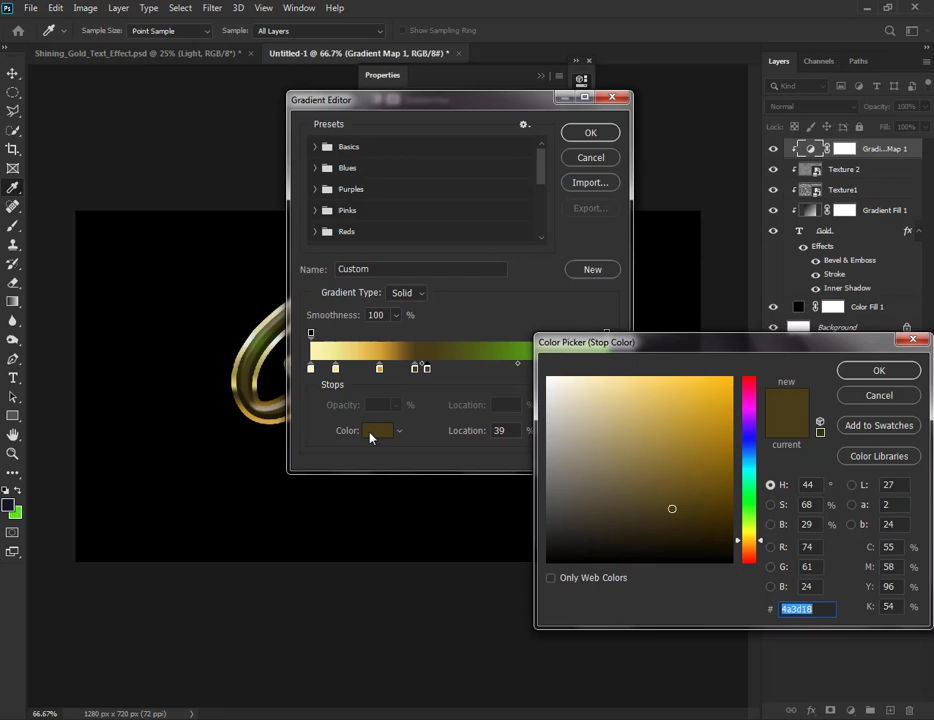 Ps File Edit Image Layer Type Select Filter 3D View Window Help
Sample Size: Point Sample Sample: All Layers Show Sampling Ring
Shining_Gold_Text_Effect.psd @ 25% (Light, RGB/8*) * × Untitled-1 @ 66.7% (Gradient Map 1, RGB/8#) * ×
Properties
Layers Channels Paths
Kind
Normal Opacity: 100%
Lock: Fill: 100%
Gradi...Map 1
Texture 2
Texture1
Gradient Fill 1
T Gold. fx
Effects
Bevel & Emboss
Stroke
Inner Shadow
Color Fill 1
Background
Gradient Editor
Presets
Basics
Blues
Purples
Pinks
Reds
OK
Cancel
Import...
Export...
Name: Custom New
Gradient Type: Solid
Smoothness: 100 %
Stops
Opacity: % Location:
Color: Location: 39 %
Color Picker (Stop Color)
new
current
OK
Cancel
Add to Swatches
Color Libraries
H: 44 ° L: 27
S: 68 % a: 2
B: 29 % b: 24
R: 74 C: 55 %
G: 61 M: 58 %
B: 24 Y: 96 %
# 4a3d18 K: 54 %
Only Web Colors
66.67% 1280 px x 720 px (72 ppi)